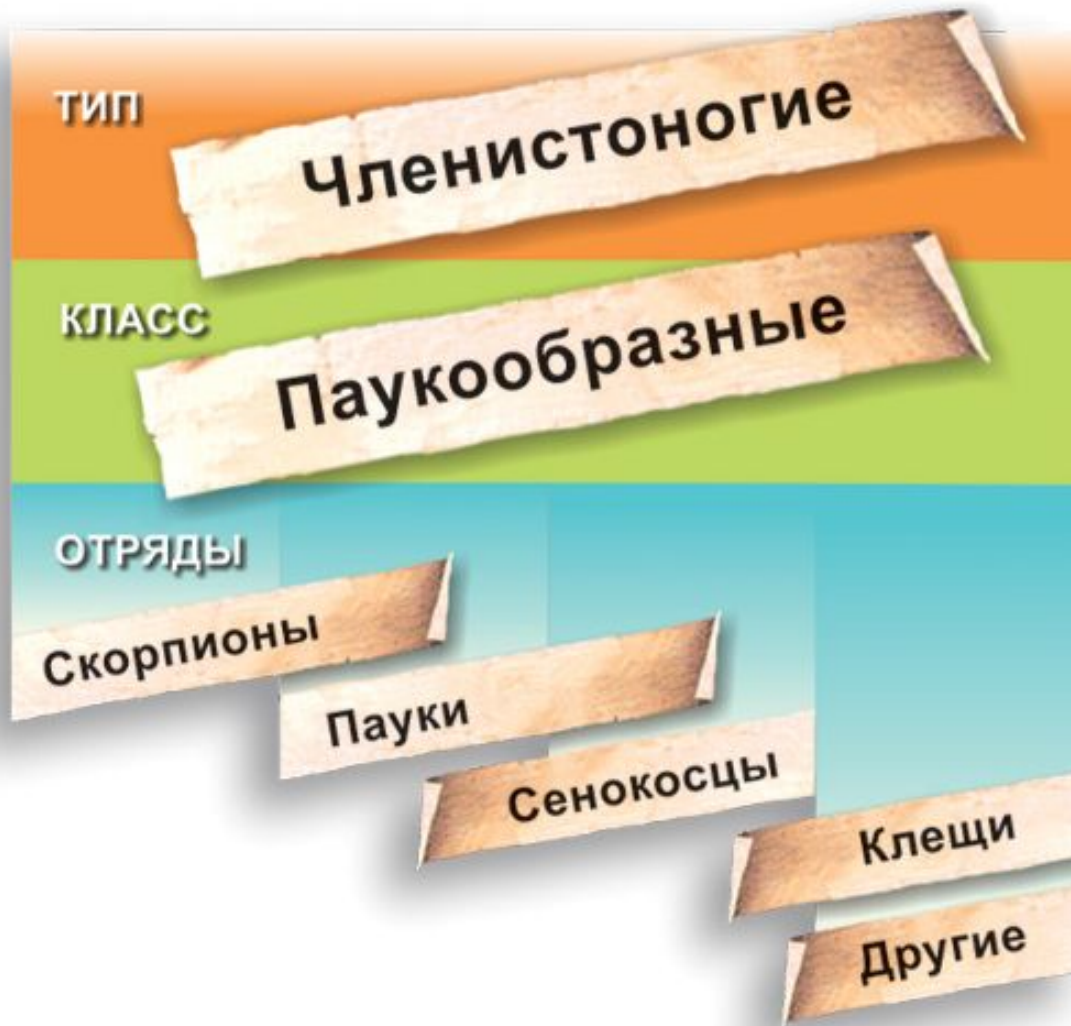 ТИП
Членистоногие
КЛАСС
Паукообразные
ОТРЯДЫ
Скорпионы
Пауки
Сенокосцы
Клещи
Другие